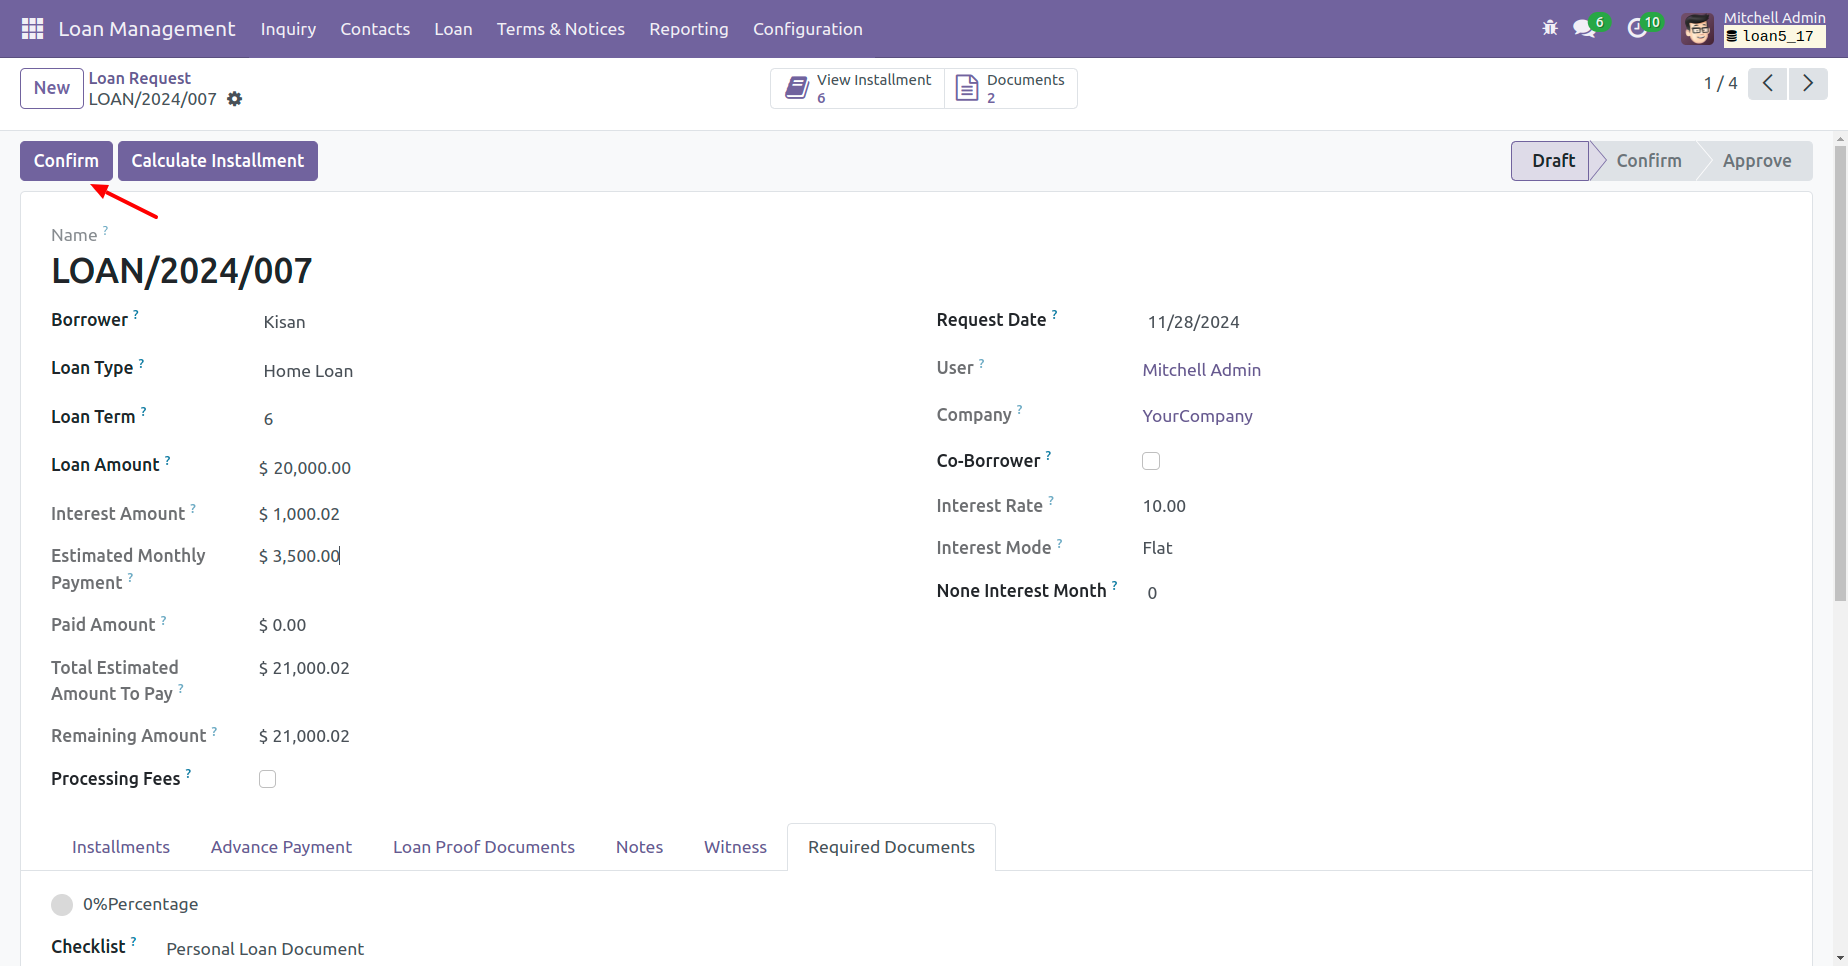 Loan Management Inquiry Contacts Loan Terms & Notices Reporting Configuration 6 10 Mitchell Admin
loan5_17
New Loan Request View Installment Documents 1 / 4
LOAN/2024/007 6 2
Confirm Calculate Installment Draft Confirm Approve
Name ?
LOAN/2024/007
Borrower ? Kisan Request Date ? 11/28/2024
Loan Type ? Home Loan User ? Mitchell Admin
Loan Term ? 6 Company ? YourCompany
Loan Amount ? $ 20,000.00 Co-Borrower ?
Interest Amount ? $ 1,000.02 Interest Rate ? 10.00
Estimated Monthly $ 3,500.00 Interest Mode ? Flat
Payment ? None Interest Month ? 0
Paid Amount ? $ 0.00
Total Estimated $ 21,000.02
Amount To Pay ?
Remaining Amount ? $ 21,000.02
Processing Fees ?
Installments Advance Payment Loan Proof Documents Notes Witness Required Documents
0%Percentage
Checklist ? Personal Loan Document